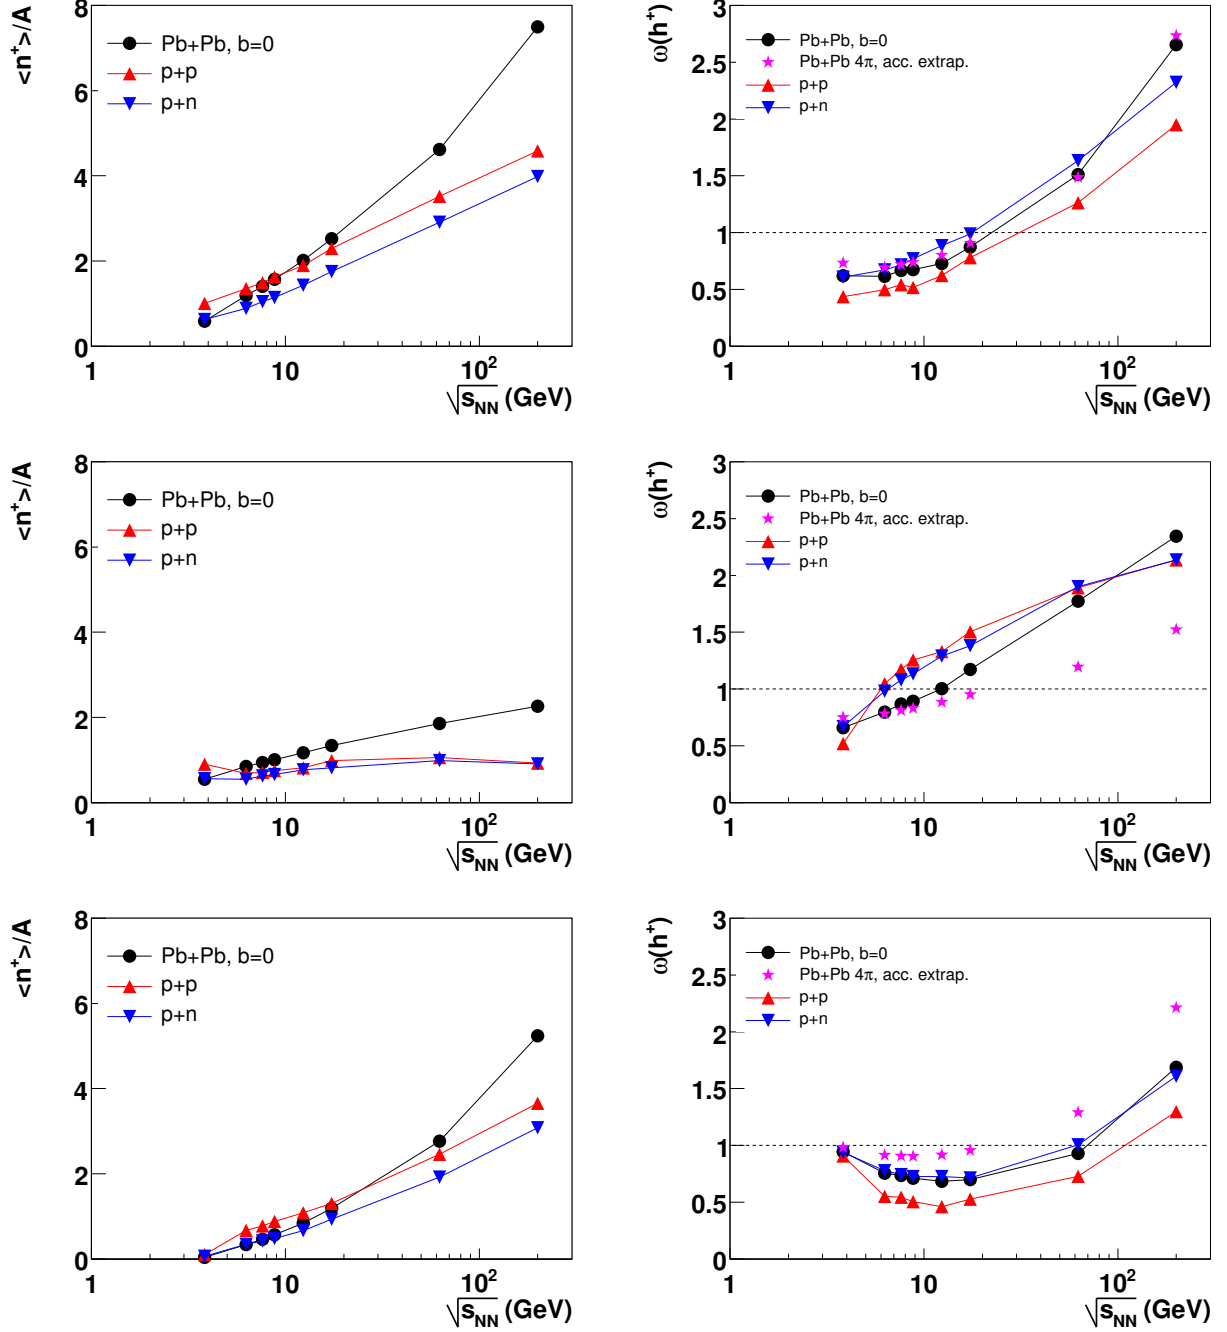 <n⁺>/A
8
6
4
2
0
Pb+Pb, b=0
p+p
p+n
1
10
10²
√s_NN (GeV)
ω(h⁺)
3
2.5
2
1.5
1
0.5
0
Pb+Pb, b=0
Pb+Pb 4π, acc. extrap.
p+p
p+n
1
10
10²
√s_NN (GeV)
<n⁺>/A
8
6
4
2
0
Pb+Pb, b=0
p+p
p+n
1
10
10²
√s_NN (GeV)
ω(h⁺)
3
2.5
2
1.5
1
0.5
0
Pb+Pb, b=0
Pb+Pb 4π, acc. extrap.
p+p
p+n
1
10
10²
√s_NN (GeV)
<n⁺>/A
8
6
4
2
0
Pb+Pb, b=0
p+p
p+n
1
10
10²
√s_NN (GeV)
ω(h⁺)
3
2.5
2
1.5
1
0.5
0
Pb+Pb, b=0
Pb+Pb 4π, acc. extrap.
p+p
p+n
1
10
10²
√s_NN (GeV)